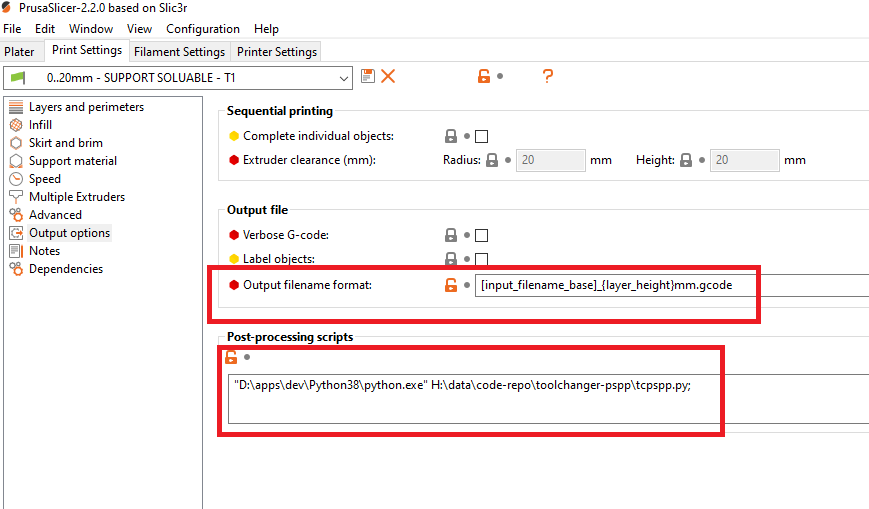 PrusaSlicer-2.2.0 based on Slic3r
File Edit Window View Configuration Help
Plater Print Settings Filament Settings Printer Settings
0..20mm - SUPPORT SOLUABLE - T1 ?
Layers and perimeters
Infill
Skirt and brim
Support material
Speed
Multiple Extruders
Advanced
Output options
Notes
Dependencies
Sequential printing
Complete individual objects:
Extruder clearance (mm): Radius: 20 mm Height: 20 mm
Output file
Verbose G-code:
Label objects:
Output filename format: [input_filename_base]_{layer_height}mm.gcode
Post-processing scripts
"D:\apps\dev\Python38\python.exe" H:\data\code-repo\toolchanger-pspp\tcpspp.py;